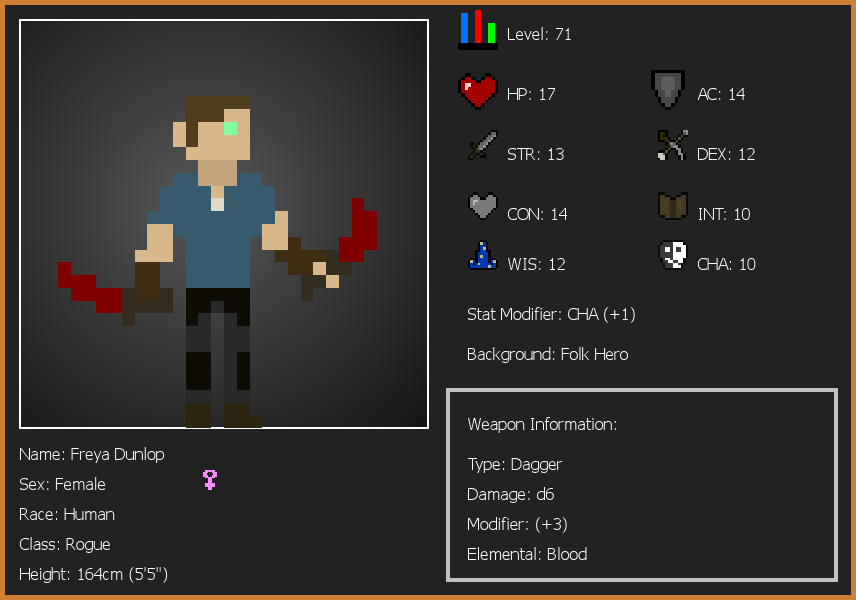 Level: 71
HP: 17
AC: 14
STR: 13
DEX: 12
CON: 14
INT: 10
WIS: 12
CHA: 10
Stat Modifier: CHA (+1)
Background: Folk Hero
Weapon Information:
Type: Dagger
Damage: d6
Modifier: (+3)
Elemental: Blood
Name: Freya Dunlop
Sex: Female
Race: Human
Class: Rogue
Height: 164cm (5'5")